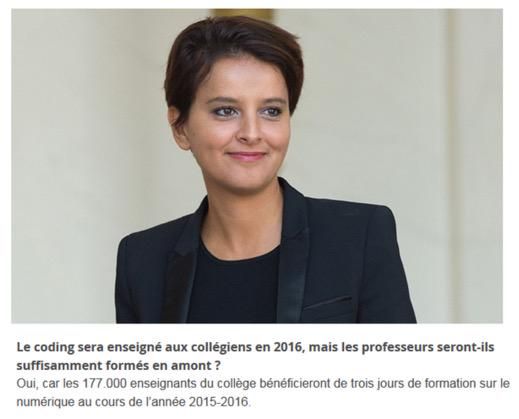 Le coding sera enseigné aux collégiens en 2016, mais les professeurs seront-ils
suffisamment formés en amont ?
Oui, car les 177.000 enseignants du collège bénéficieront de trois jours de formation sur le
numérique au cours de l'année 2015-2016.